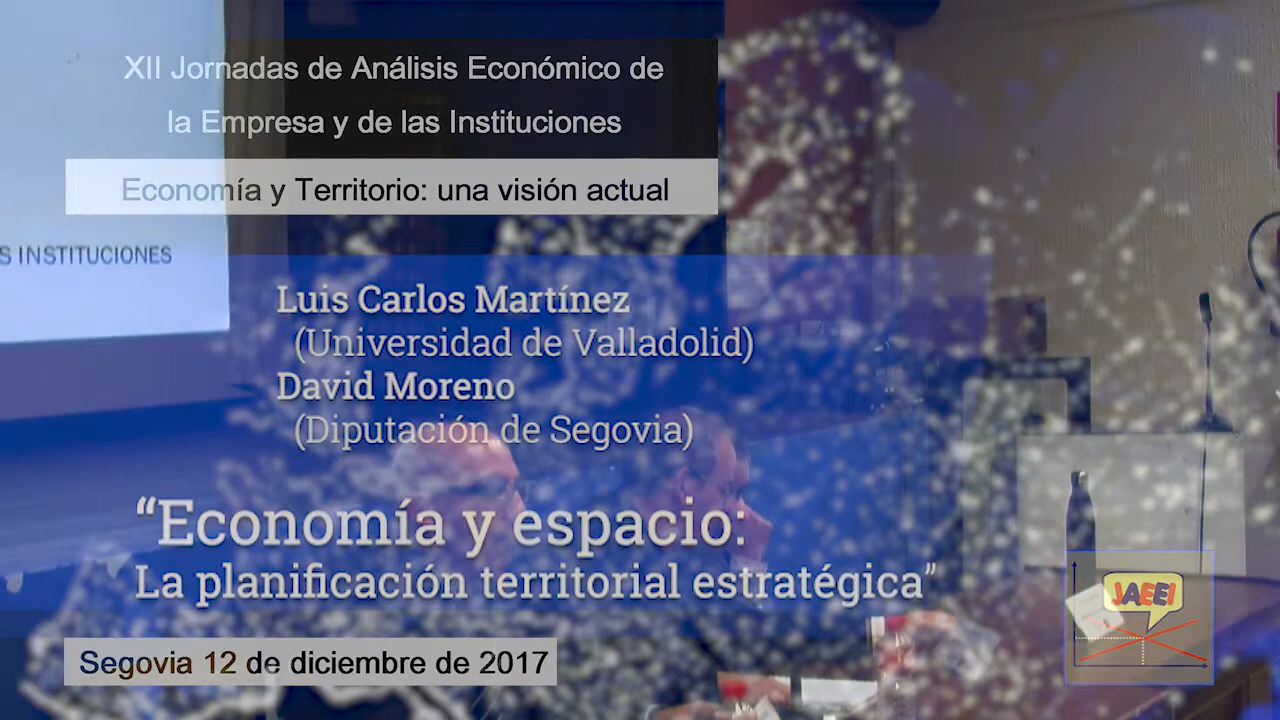 XII Jornadas de Análisis Económico de
la Empresa y de las Instituciones
Economía y Territorio: una visión actual
S INSTITUCIONES
Luis Carlos Martínez
(Universidad de Valladolid)
David Moreno
(Diputación de Segovia)
“Economía y espacio:
La planificación territorial estratégica”
JAEEI
Segovia 12 de diciembre de 2017